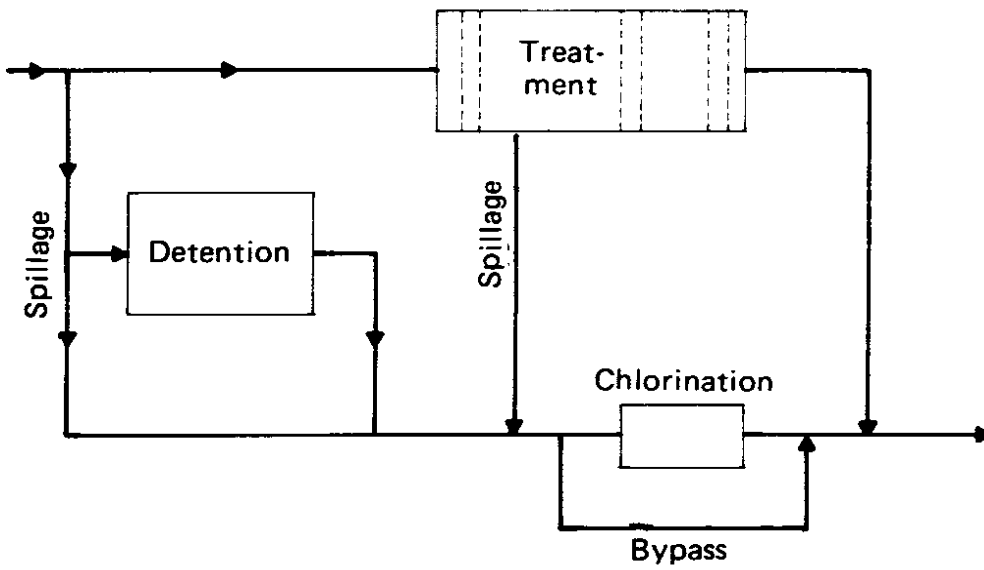 Treat-
ment
Spillage
Detention
Spillage
Chlorination
Bypass